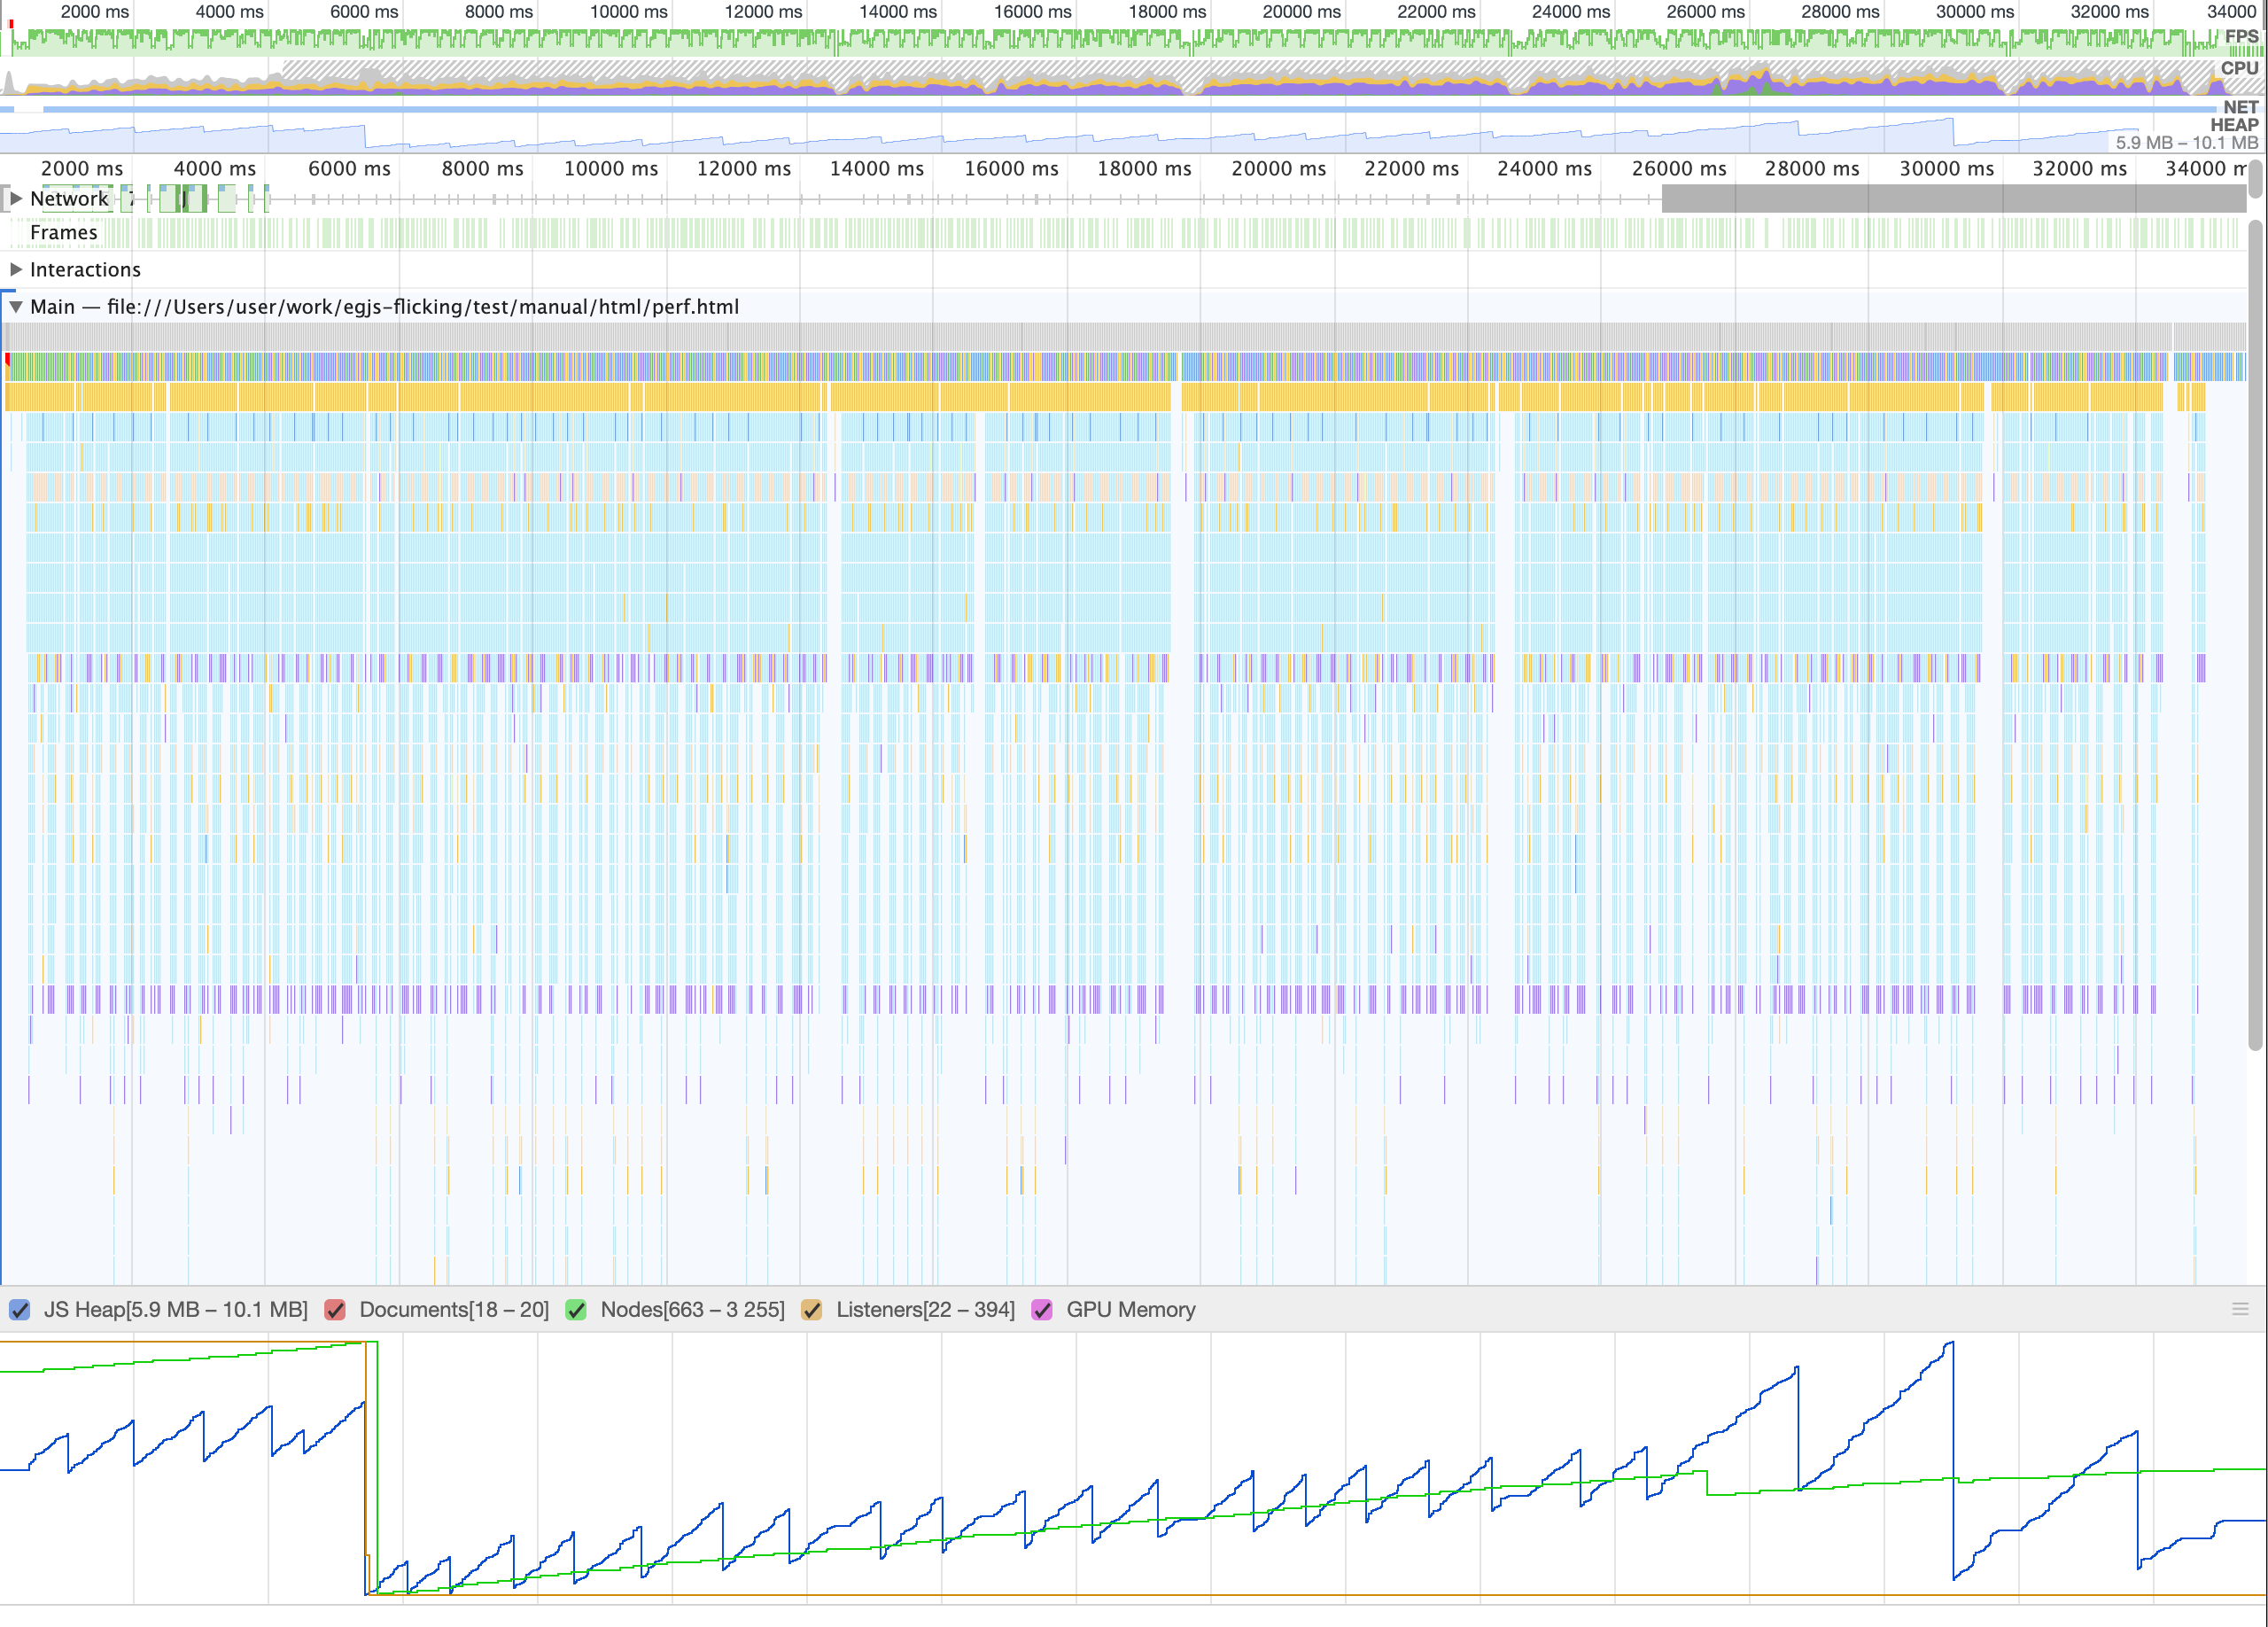 2000 ms 4000 ms 6000 ms 8000 ms 10000 ms 12000 ms 14000 ms 16000 ms 18000 ms 20000 ms 22000 ms 24000 ms 26000 ms 28000 ms 30000 ms 32000 ms 34000
FPS
CPU
NET
HEAP
5.9 MB – 10.1 MB
2000 ms 4000 ms 6000 ms 8000 ms 10000 ms 12000 ms 14000 ms 16000 ms 18000 ms 20000 ms 22000 ms 24000 ms 26000 ms 28000 ms 30000 ms 32000 ms 34000 m
Network
Frames
Interactions
Main — file:///Users/user/work/egjs-flicking/test/manual/html/perf.html
JS Heap[5.9 MB – 10.1 MB] Documents[18 – 20] Nodes[663 – 3 255] Listeners[22 – 394] GPU Memory